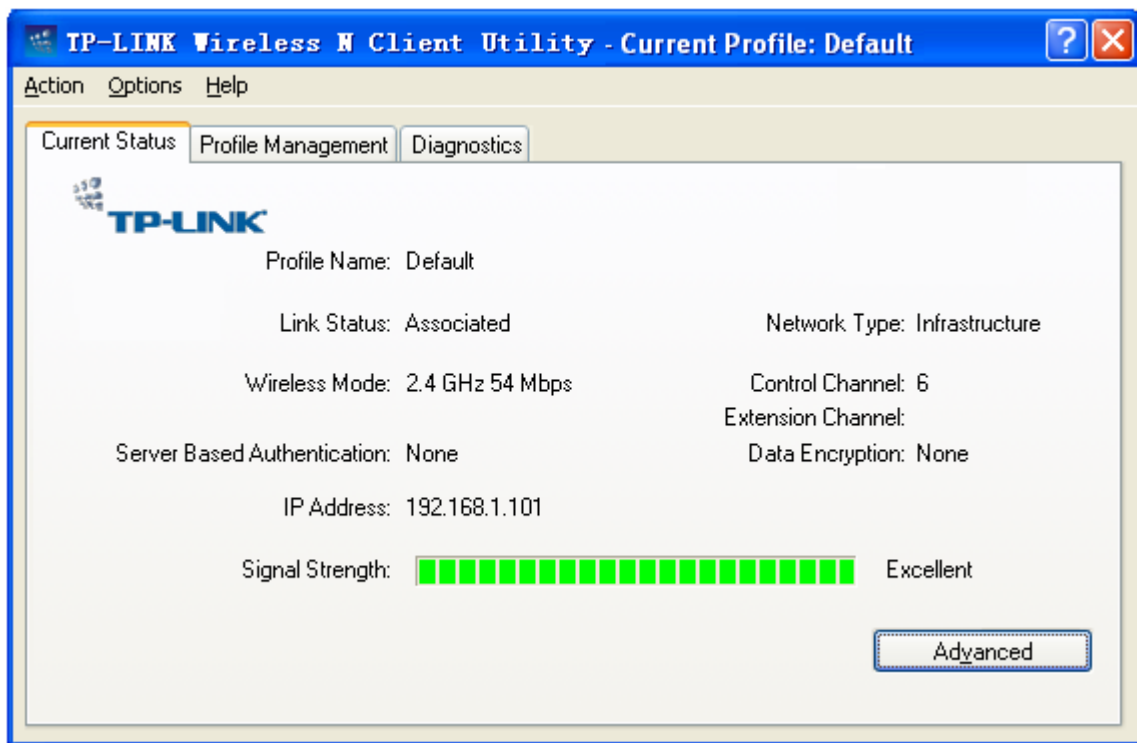 TP-LINK Wireless N Client Utility - Current Profile: Default
Action Options Help
Current Status Profile Management Diagnostics
TP-LINK
Profile Name: Default
Link Status: Associated Network Type: Infrastructure
Wireless Mode: 2.4 GHz 54 Mbps Control Channel: 6
Extension Channel:
Server Based Authentication: None Data Encryption: None
IP Address: 192.168.1.101
Signal Strength: Excellent
Advanced